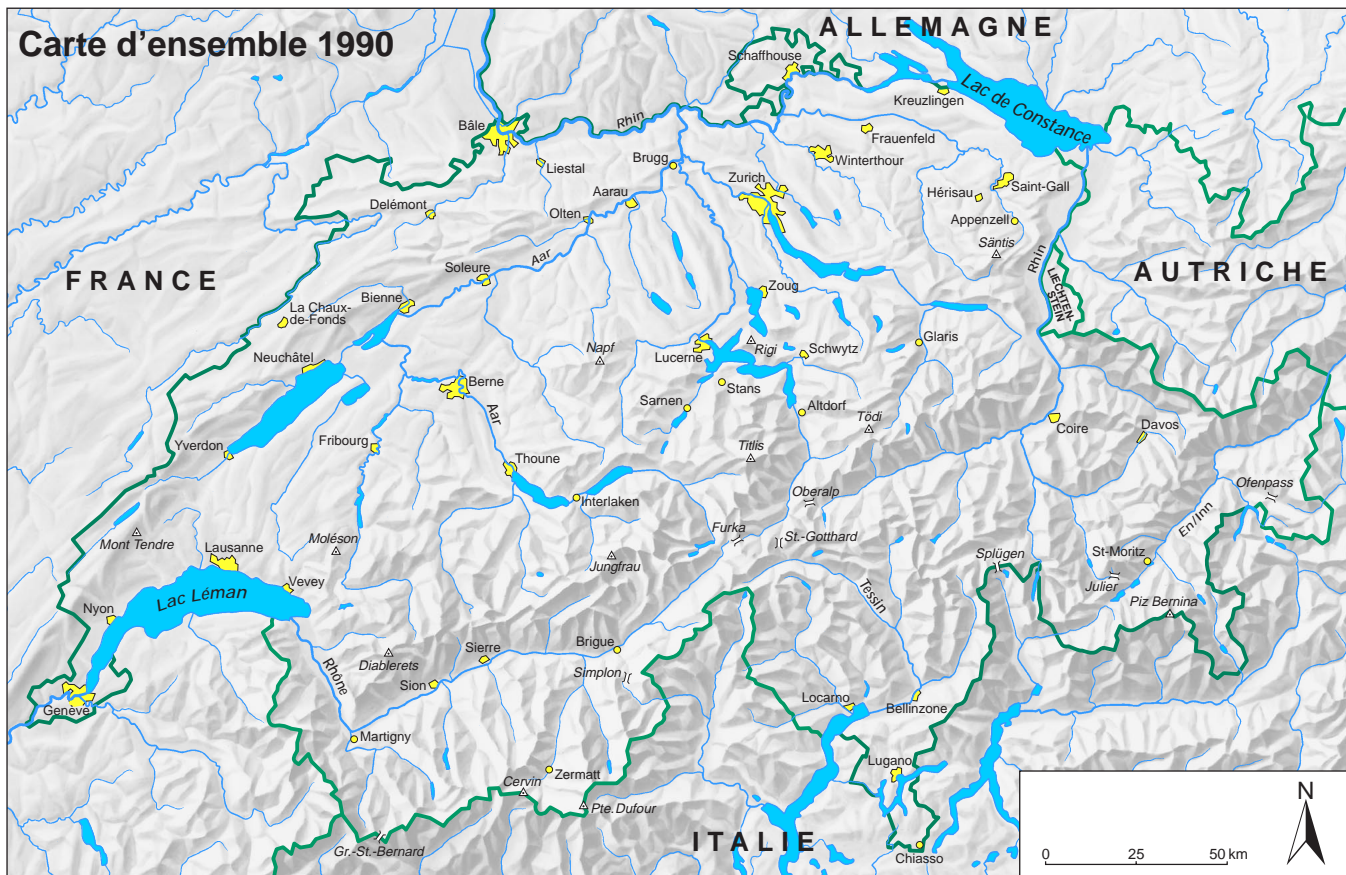 Carte d'ensemble 1990
ALLEMAGNE
Schaffhouse
Lac de Constance
Kreuzlingen
Rhin
Bâle
Frauenfeld
Winterthour
Liestal
Brugg
Zurich
Saint-Gall
Hérisau
Aarau
Delémont
Olten
Appenzell
Säntis
Rhin
Aar
FRANCE
Soleure
AUTRICHE
LIECHTEN-
STEIN
Zoug
Bienne
La Chaux-
de-Fonds
Neuchâtel
Napf
Lucerne
Rigi
Schwytz
Glaris
Berne
Stans
Sarnen
Altdorf
Aar
Tödi
Coire
Davos
Yverdon
Fribourg
Titlis
Thoune
Interlaken
Oberalp
Ofenpass
En/Inn
Furka
St.-Gotthard
Mont Tendre
Moléson
Lausanne
Jungfrau
Splügen
St-Moritz
Julier
Vevey
Lac Léman
Tessin
Piz Bernina
Nyon
Brigue
Sierre
Diablerets
Rhône
Simplon
Sion
Locarno
Bellinzone
Genève
Martigny
Lugano
Zermatt
Cervin
Pte. Dufour
Gr.-St.-Bernard
ITALIE
Chiasso
N
0 25 50 km